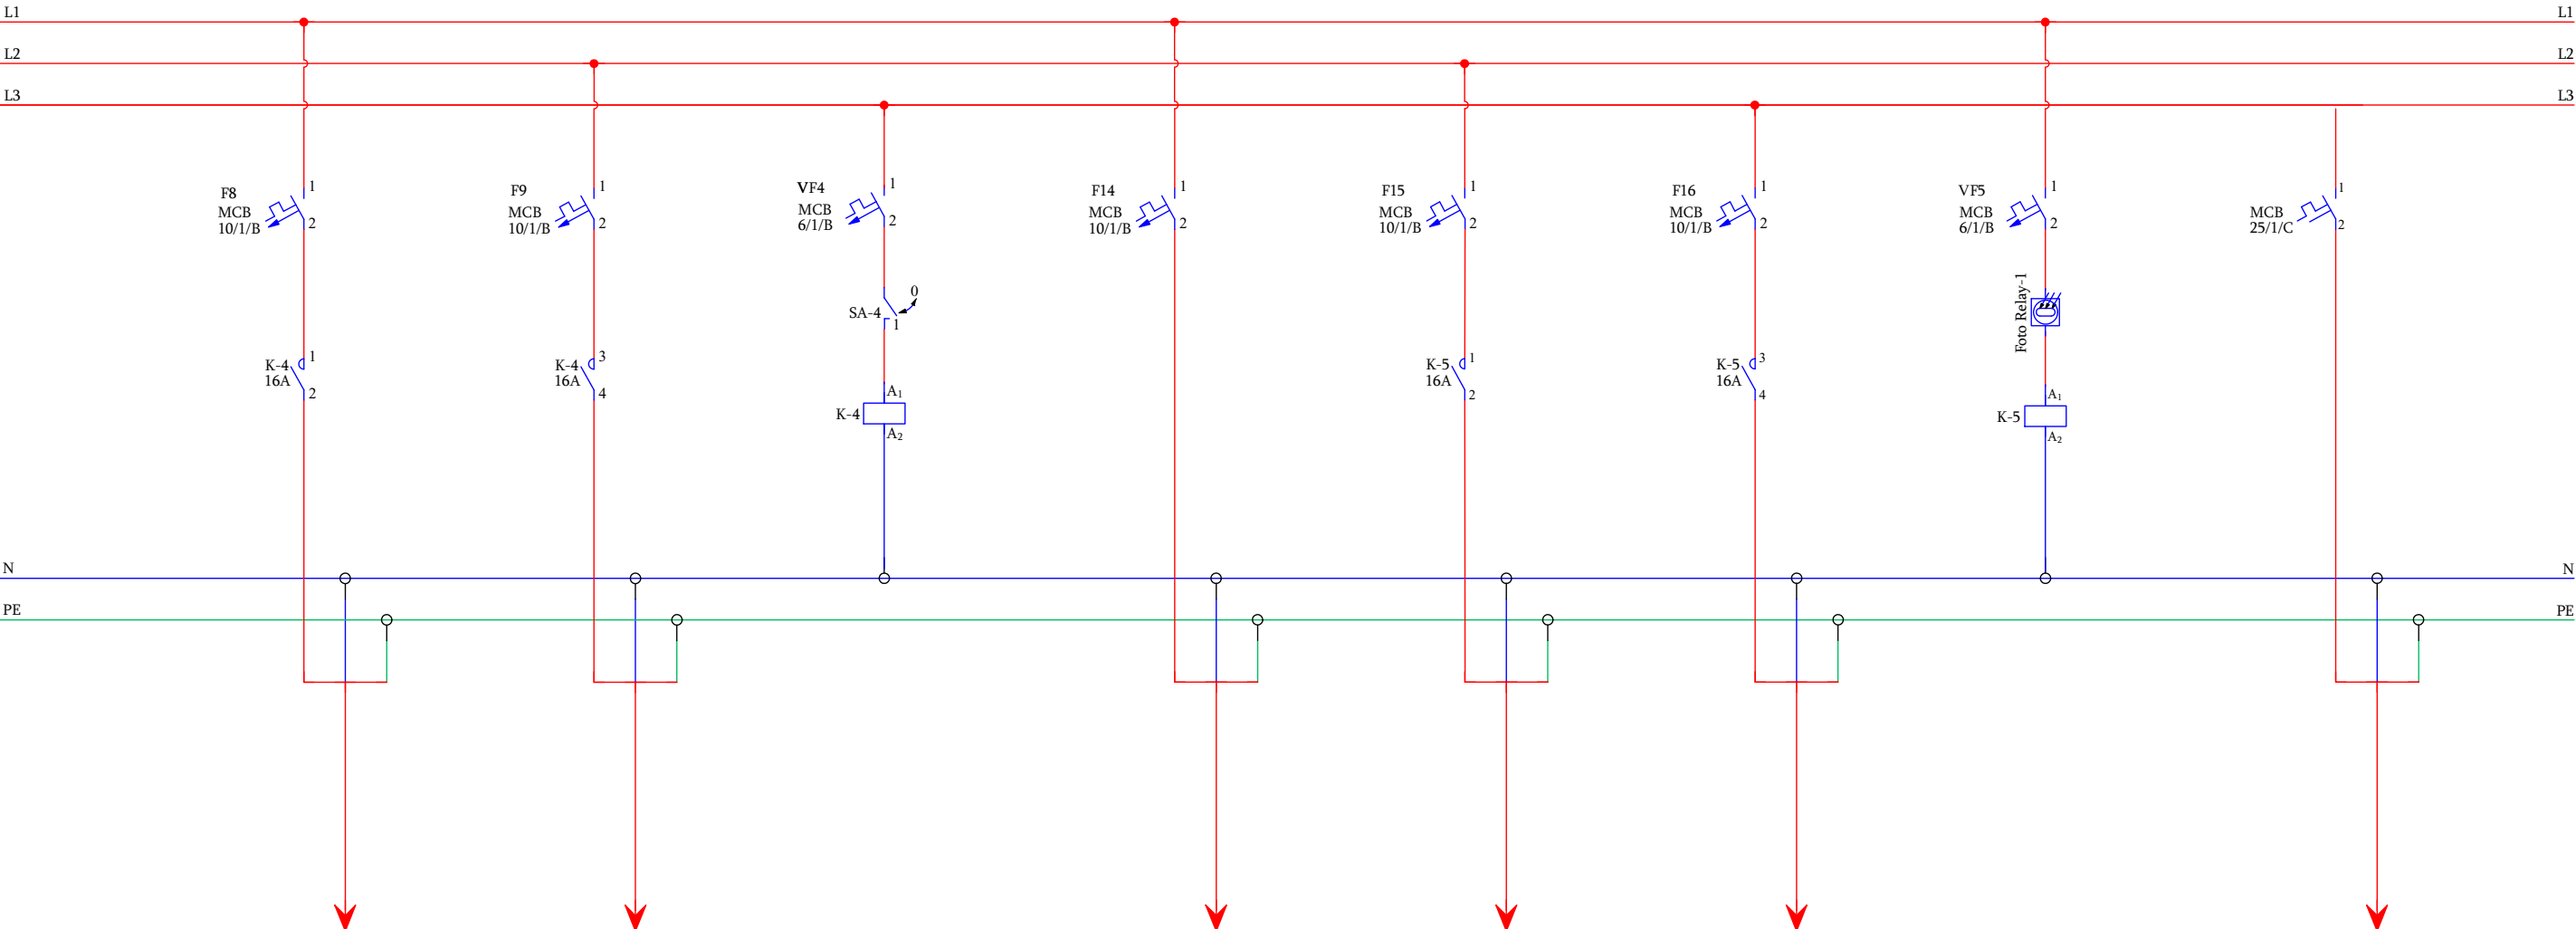 L1 L1
L2 L2
L3 L3
F8
MCB
10/1/B
1
2
F9
MCB
10/1/B
1
2
VF4
MCB
6/1/B
1
2
F14
MCB
10/1/B
1
2
F15
MCB
10/1/B
1
2
F16
MCB
10/1/B
1
2
VF5
MCB
6/1/B
1
2
MCB
25/1/C
1
2
SA-4
0
1
Foto Relay-1
K-4
16A
1
2
K-4
16A
3
4
K-4
A₁
A₂
K-5
16A
1
2
K-5
16A
3
4
K-5
A₁
A₂
N N
PE PE